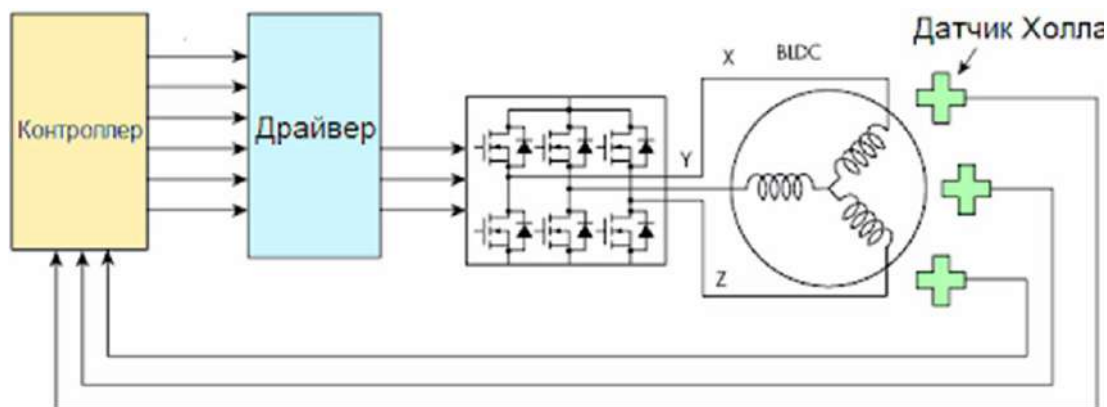 Датчик Холла
X
BLDC
Контроллер
Драйвер
Y
Z